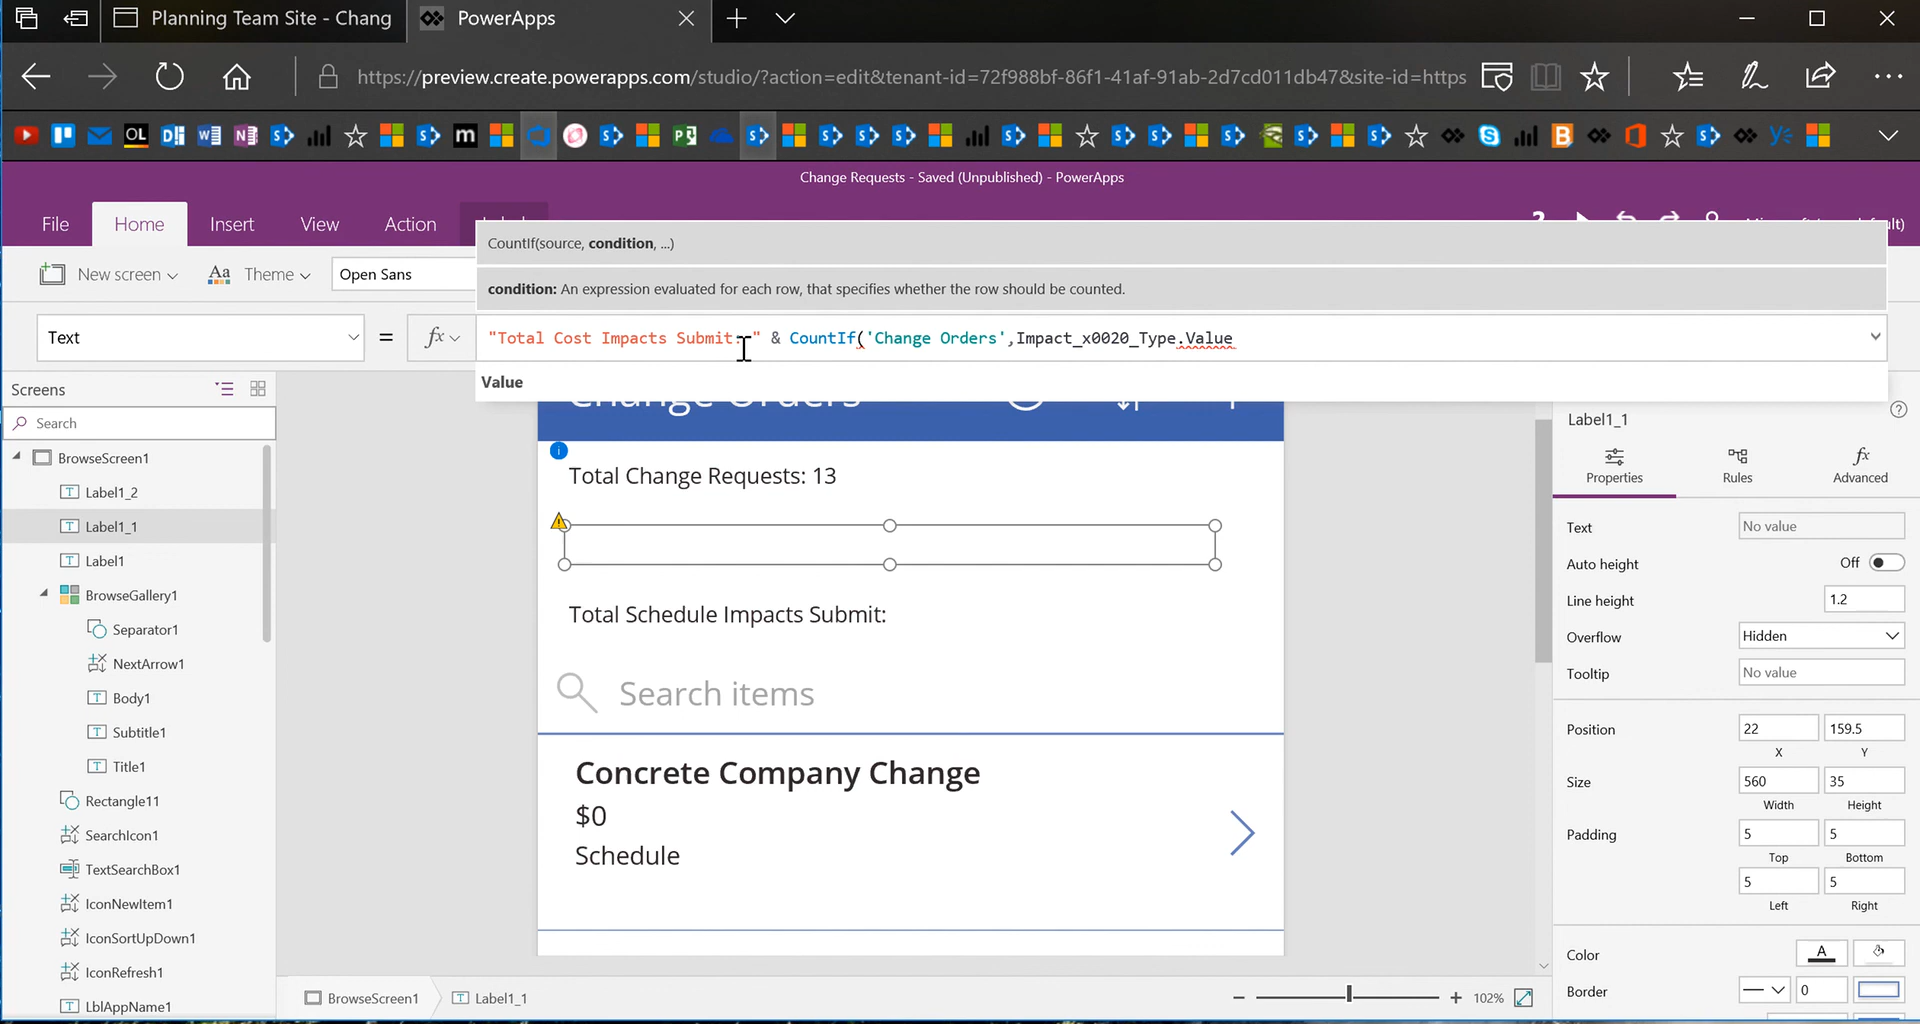 Planning Team Site - Chang
PowerApps
https://preview.create.powerapps.com/studio/?action=edit&tenant-id=72f988bf-86f1-41af-91ab-2d7cd011db47&site-id=https
Change Requests - Saved (Unpublished) - PowerApps
File
Home
Insert
View
Action
CountIf(source, condition, ...)
condition: An expression evaluated for each row, that specifies whether the row should be counted.
New screen
Aa
Theme
Open Sans
Text
=
fx
"Total Cost Impacts Submit: " & CountIf('Change Orders',Impact_x0020_Type.Value
Value
Screens
Search
BrowseScreen1
Label1_2
Label1_1
Label1
BrowseGallery1
Separator1
NextArrow1
Body1
Subtitle1
Title1
Rectangle11
SearchIcon1
TextSearchBox1
IconNewItem1
IconSortUpDown1
IconRefresh1
LblAppName1
Change Orders
Total Change Requests: 13
Total Schedule Impacts Submit:
Search items
Concrete Company Change
$0
Schedule
BrowseScreen1
Label1_1
102%
Label1_1
Properties
Rules
Advanced
Text
No value
Auto height
Off
Line height
1.2
Overflow
Hidden
Tooltip
No value
Position
22
159.5
X
Y
Size
560
35
Width
Height
Padding
5
5
Top
Bottom
5
5
Left
Right
Color
A
Border
0